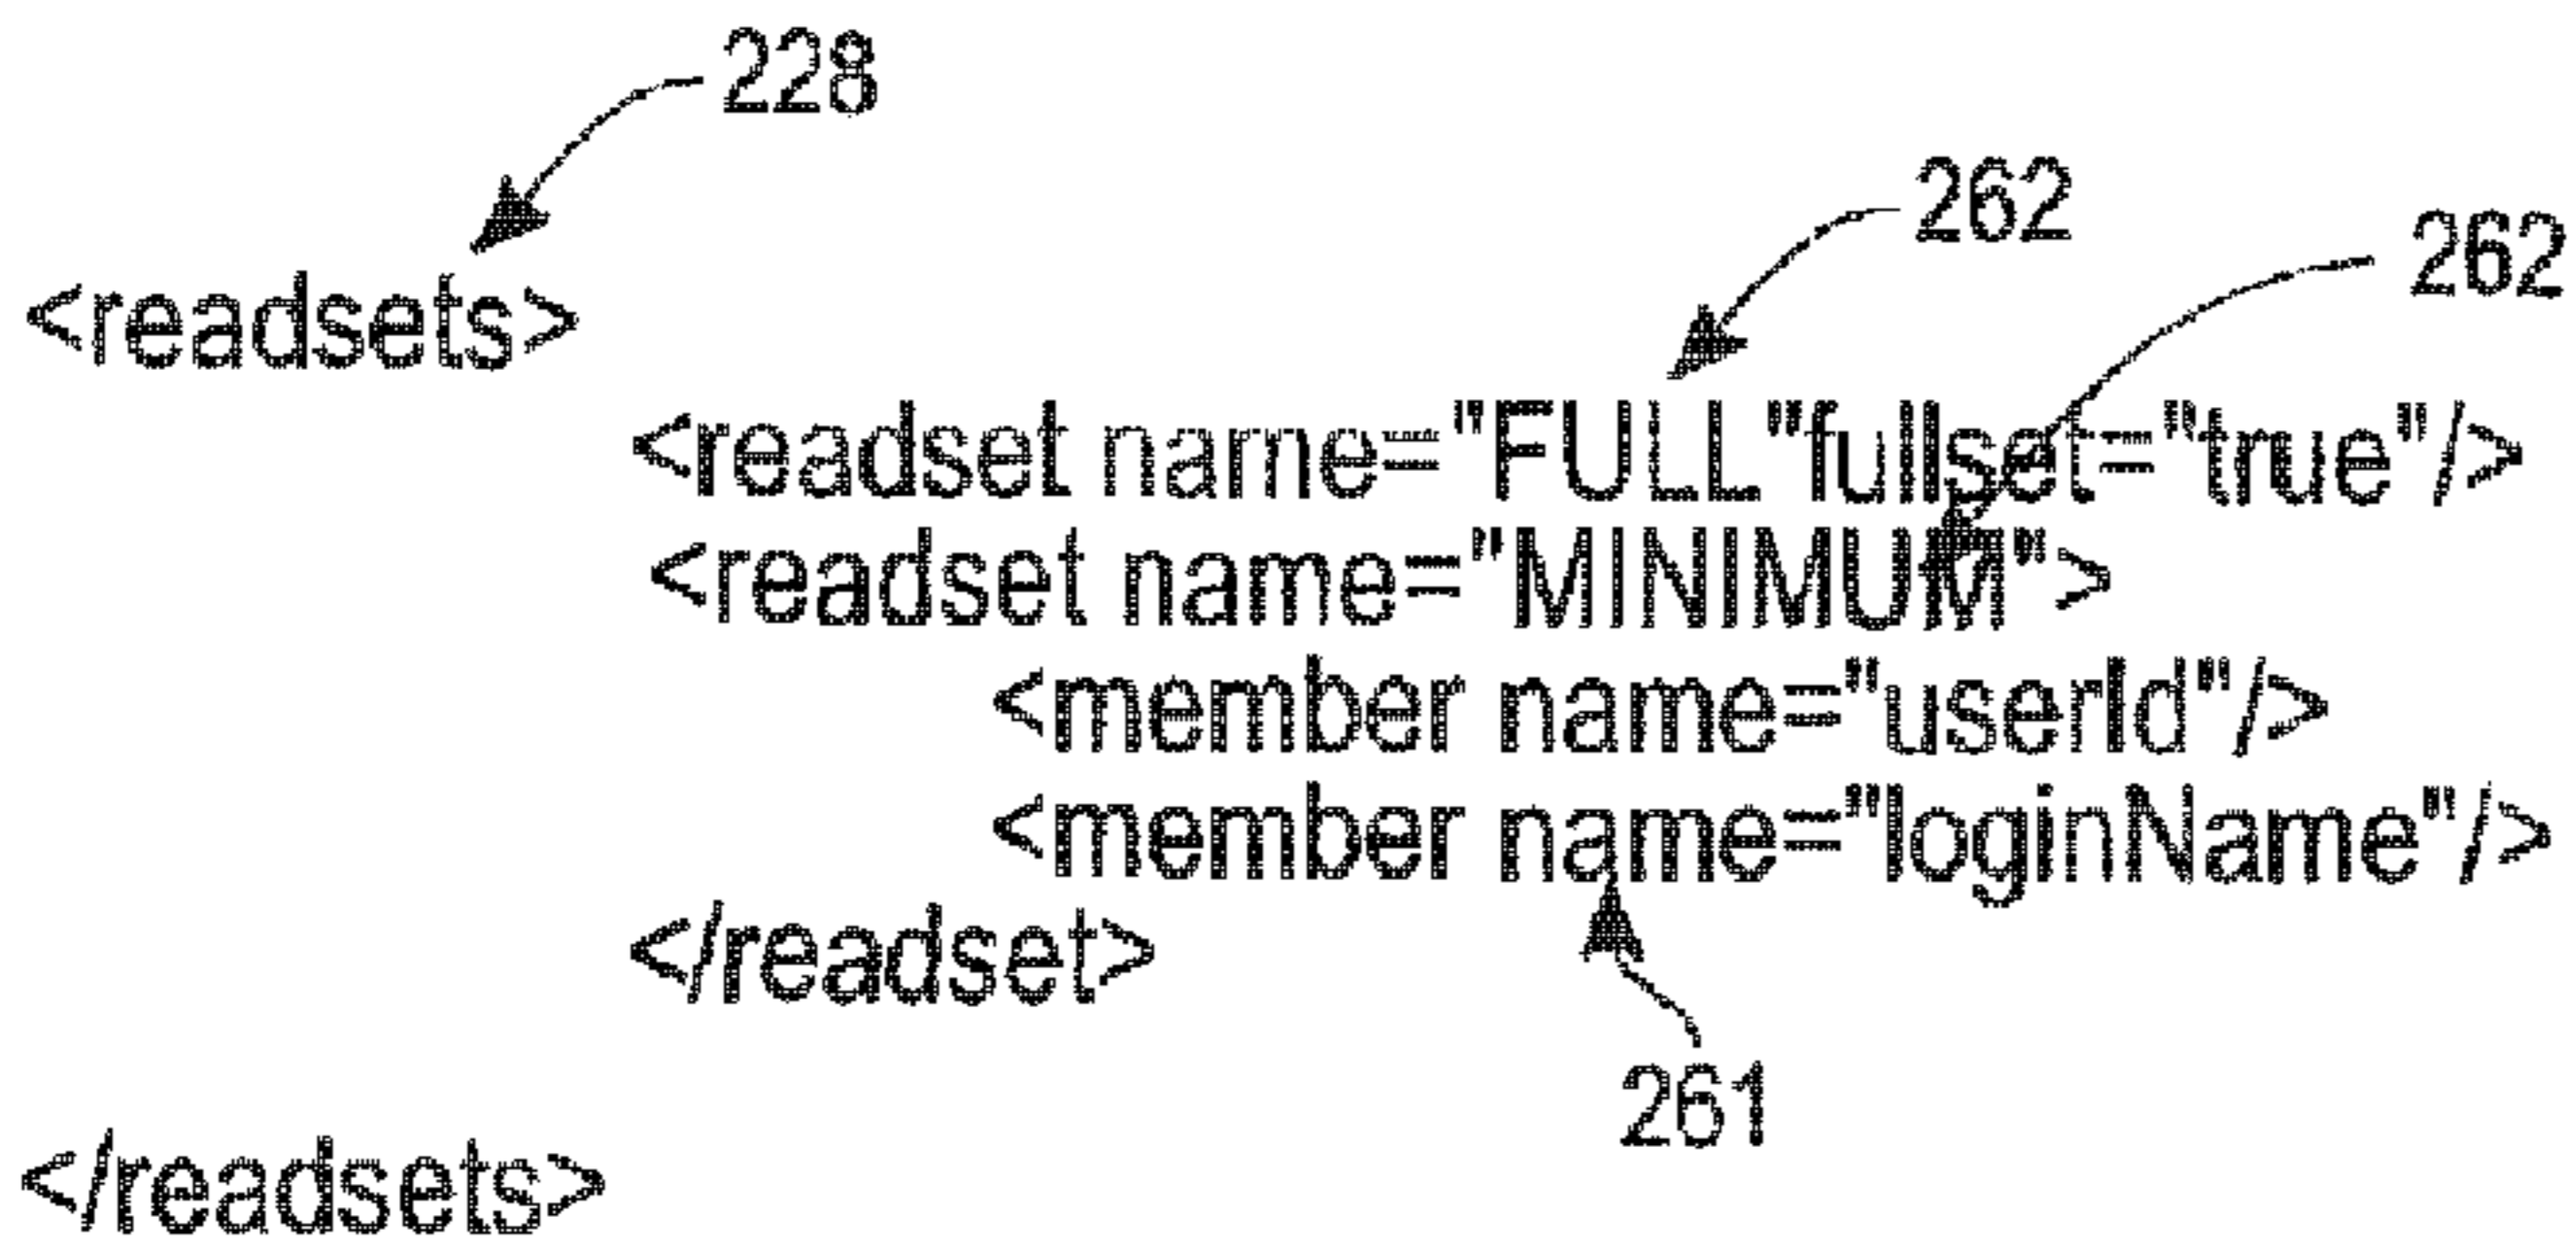 228
262
262
<readsets>
<readset name="FULL"fullset="true"/>
<readset name="MINIMUM">
<member name="userId"/>
<member name="loginName"/>
</readset>
261
</readsets>